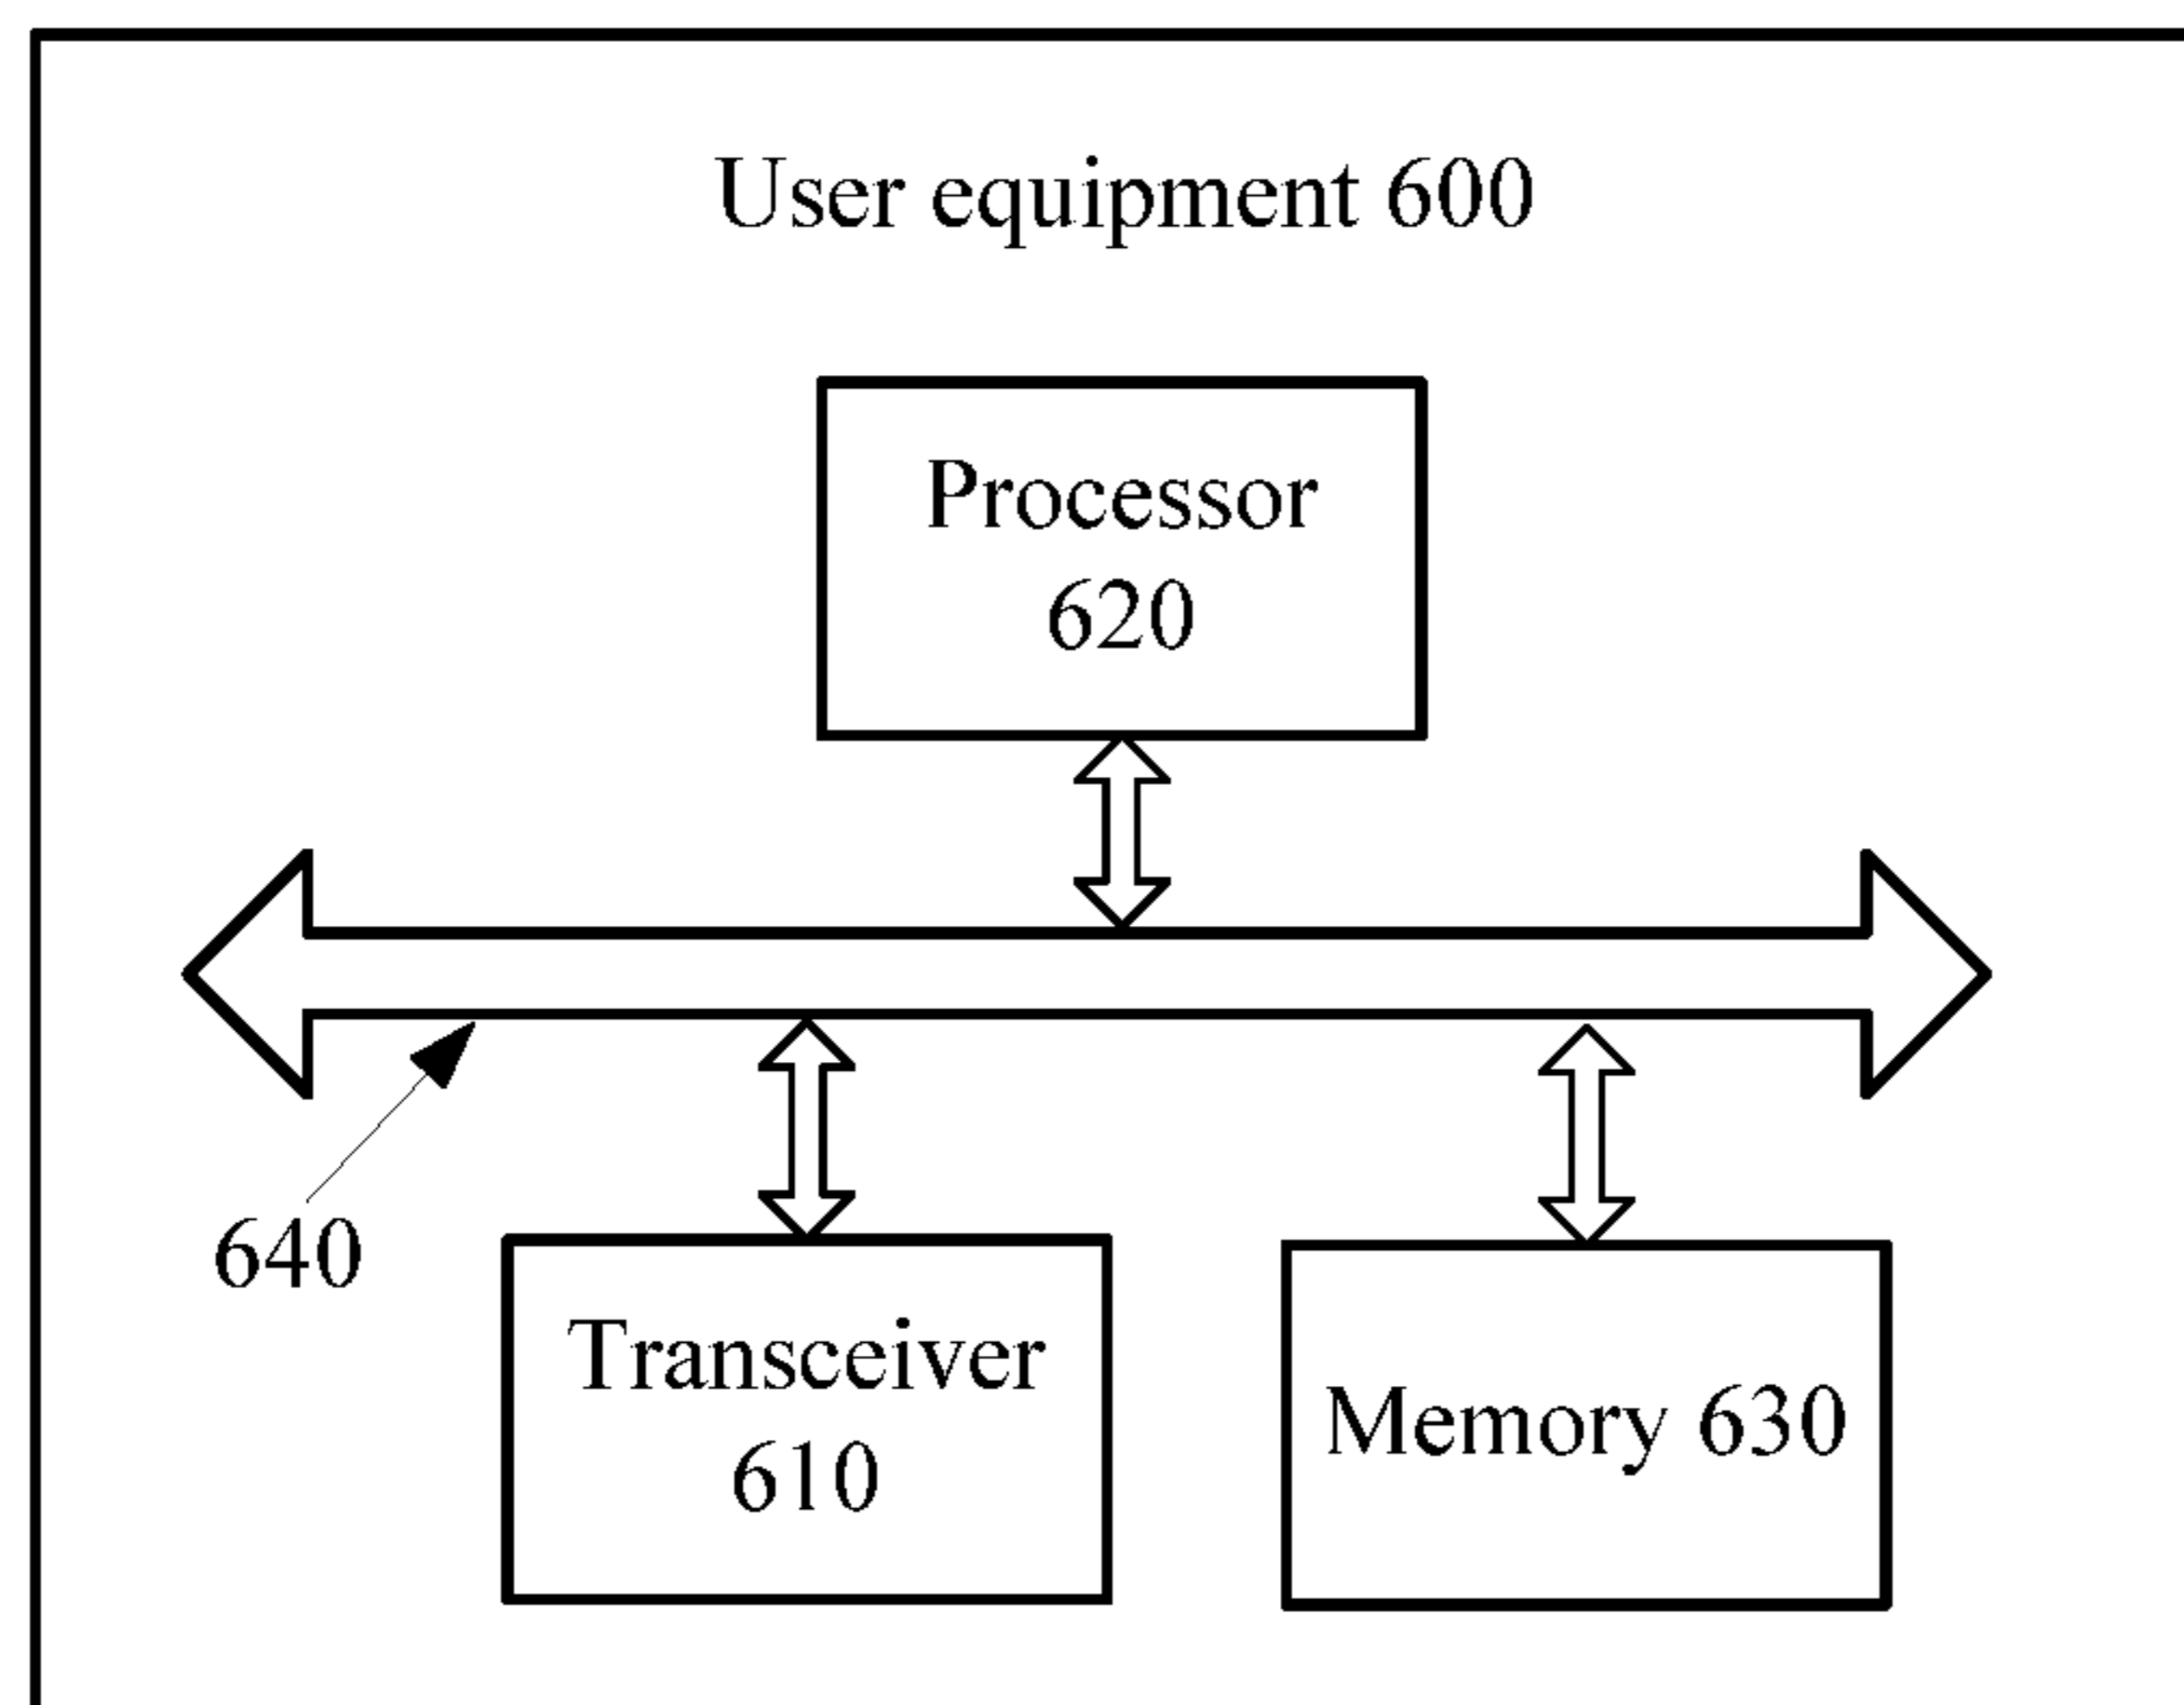 User equipment 600
Processor
620
640
Transceiver
610
Memory 630